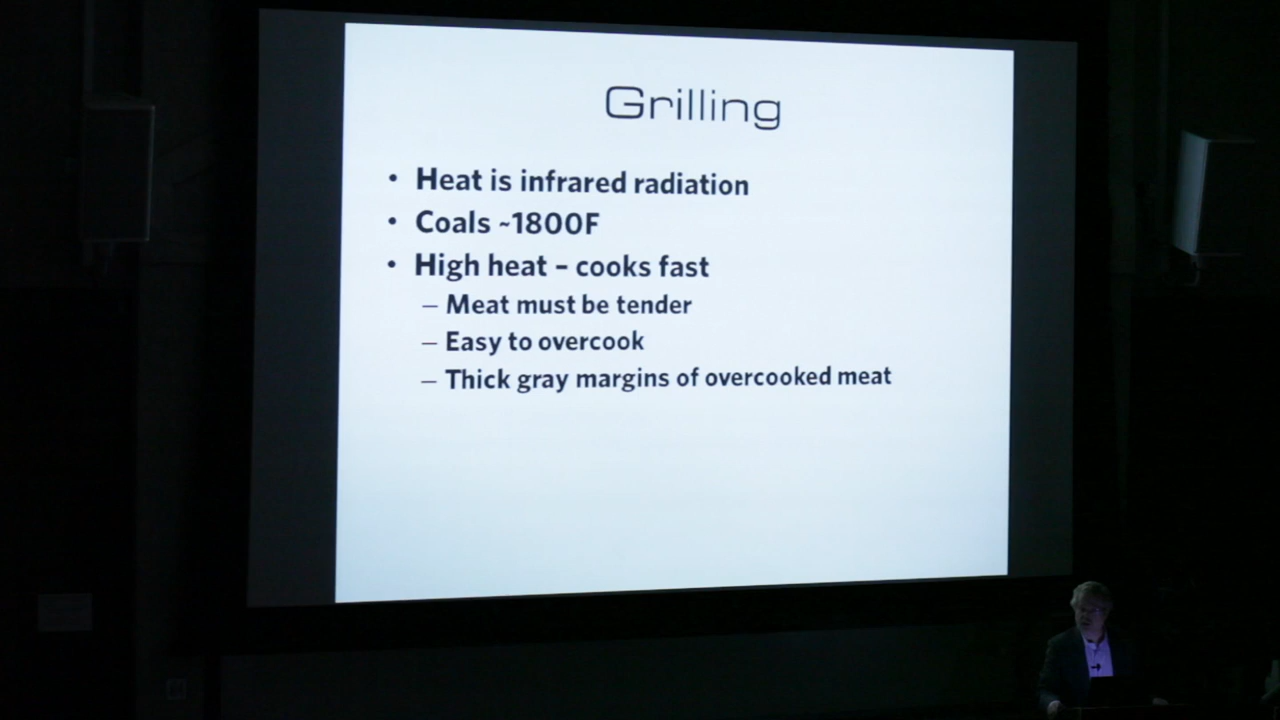 Grilling
• Heat is infrared radiation
• Coals ~1800F
• High heat – cooks fast
– Meat must be tender
– Easy to overcook
– Thick gray margins of overcooked meat